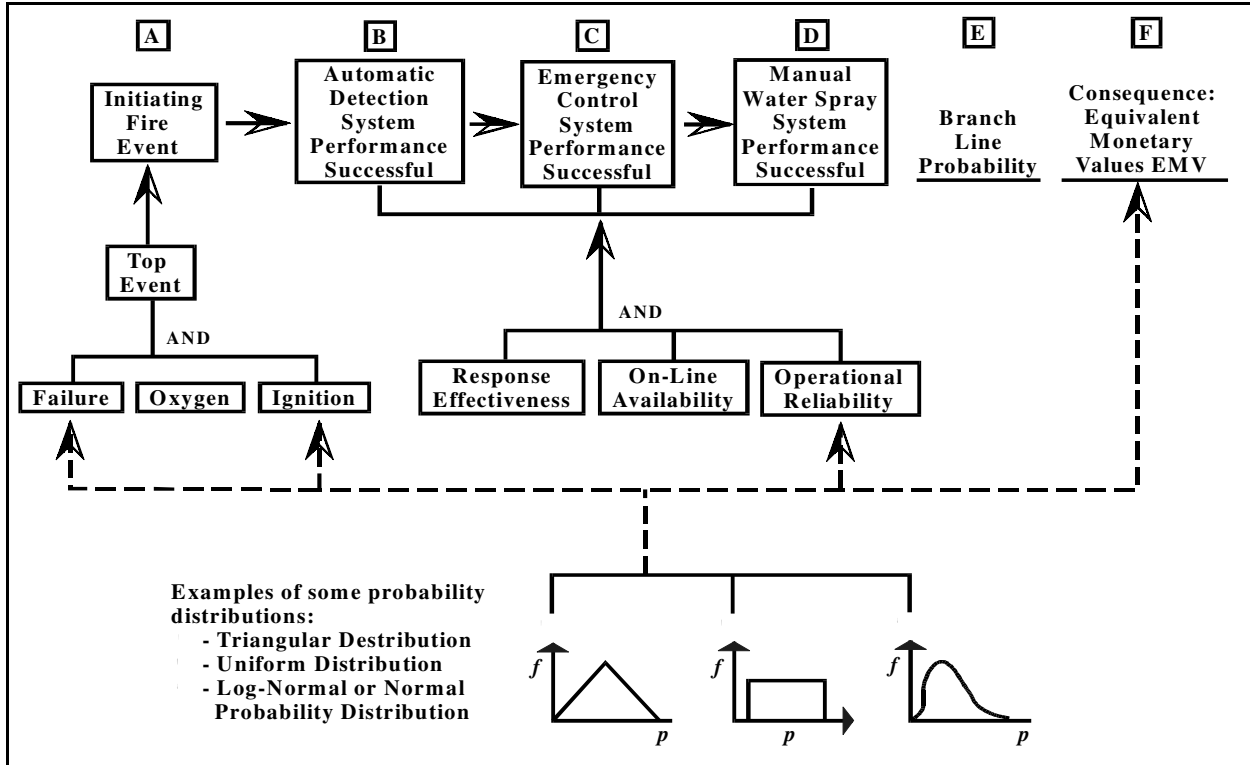 A
B
C
D
E
F
Initiating
Fire
Event
Automatic
Detection
System
Performance
Successful
Emergency
Control
System
Performance
Successful
Manual
Water Spray
System
Performance
Successful
Branch
Line
Probability
Consequence:
Equivalent
Monetary
Values EMV
Top
Event
AND
Failure
Oxygen
Ignition
AND
Response
Effectiveness
On-Line
Availability
Operational
Reliability
Examples of some probability
distributions:
- Triangular Destribution
- Uniform Distribution
- Log-Normal or Normal
Probability Distribution
f
p
f
p
f
p